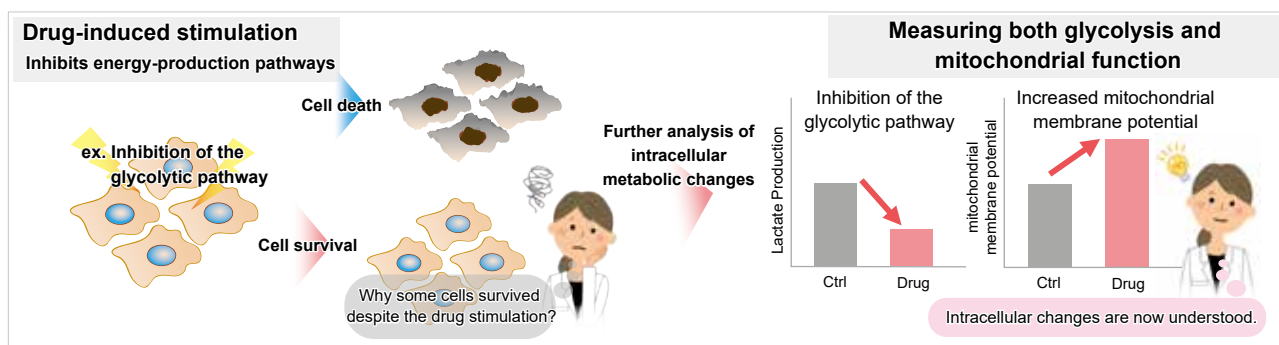 Drug-induced stimulation
Inhibits energy-production pathways
ex. Inhibition of the
glycolytic pathway
Cell death
Cell survival
Why some cells survived
despite the drug stimulation?
Further analysis of
intracellular
metabolic changes
Measuring both glycolysis and
mitochondrial function
Inhibition of the
glycolytic pathway
Lactate Production
Ctrl
Drug
Increased mitochondrial
membrane potential
mitochondrial
membrane potential
Ctrl
Drug
Intracellular changes are now understood.